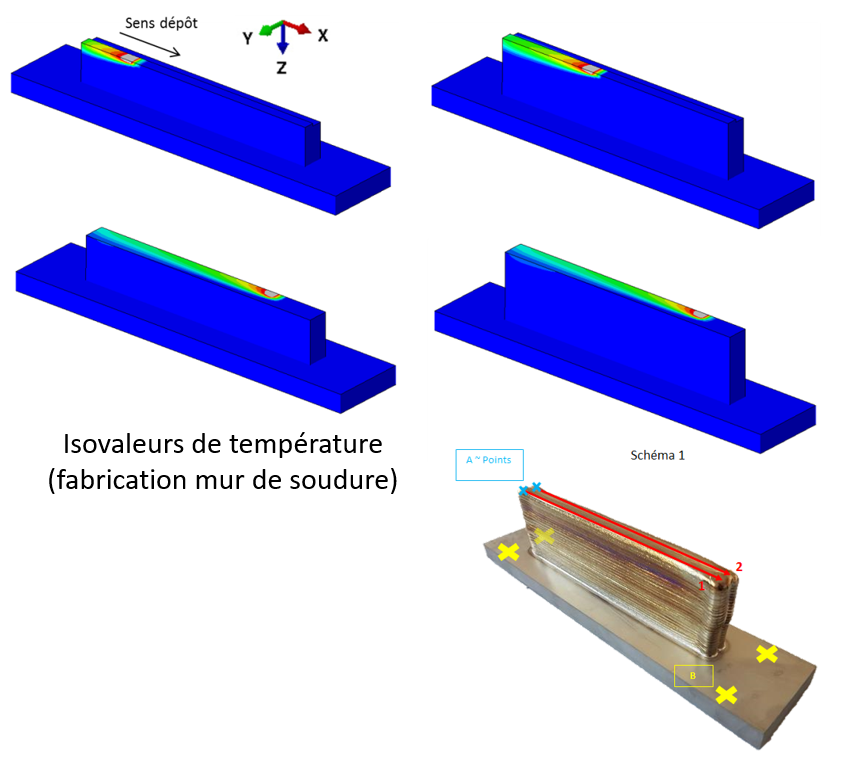 Sens dépôt
Y
X
Z
Isovaleurs de température
(fabrication mur de soudure)
Schéma 1
A ~ Points
2
1
B